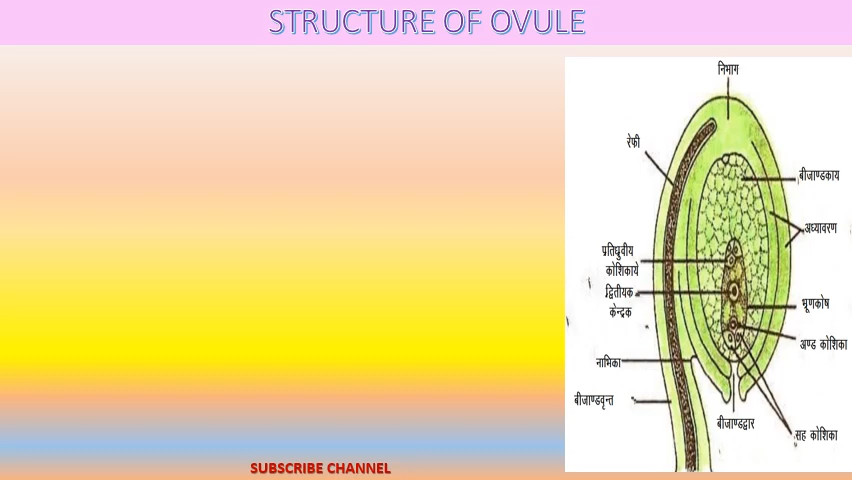 STRUCTURE OF OVULE
निभाग
रेफी
बीजाण्डकाय
अध्यावरण
प्रतिध्रुवीय
कोशिकाये
द्वितीयक
केन्द्रक
भ्रूणकोष
अण्ड कोशिका
नाभिका
बीजाण्डवृन्त
बीजाण्डद्वार
सह कोशिका
SUBSCRIBE CHANNEL